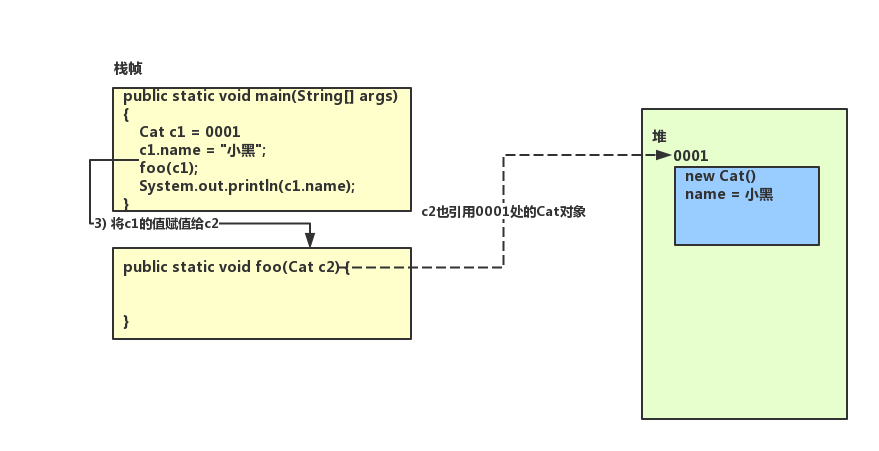 栈帧
public static void main(String[] args)
{
Cat c1 = 0001
c1.name = "小黑";
foo(c1);
System.out.println(c1.name);
}
3) 将c1的值赋值给c2
public static void foo(Cat c2) {
}
c2也引用0001处的Cat对象
堆
0001
new Cat()
name = 小黑